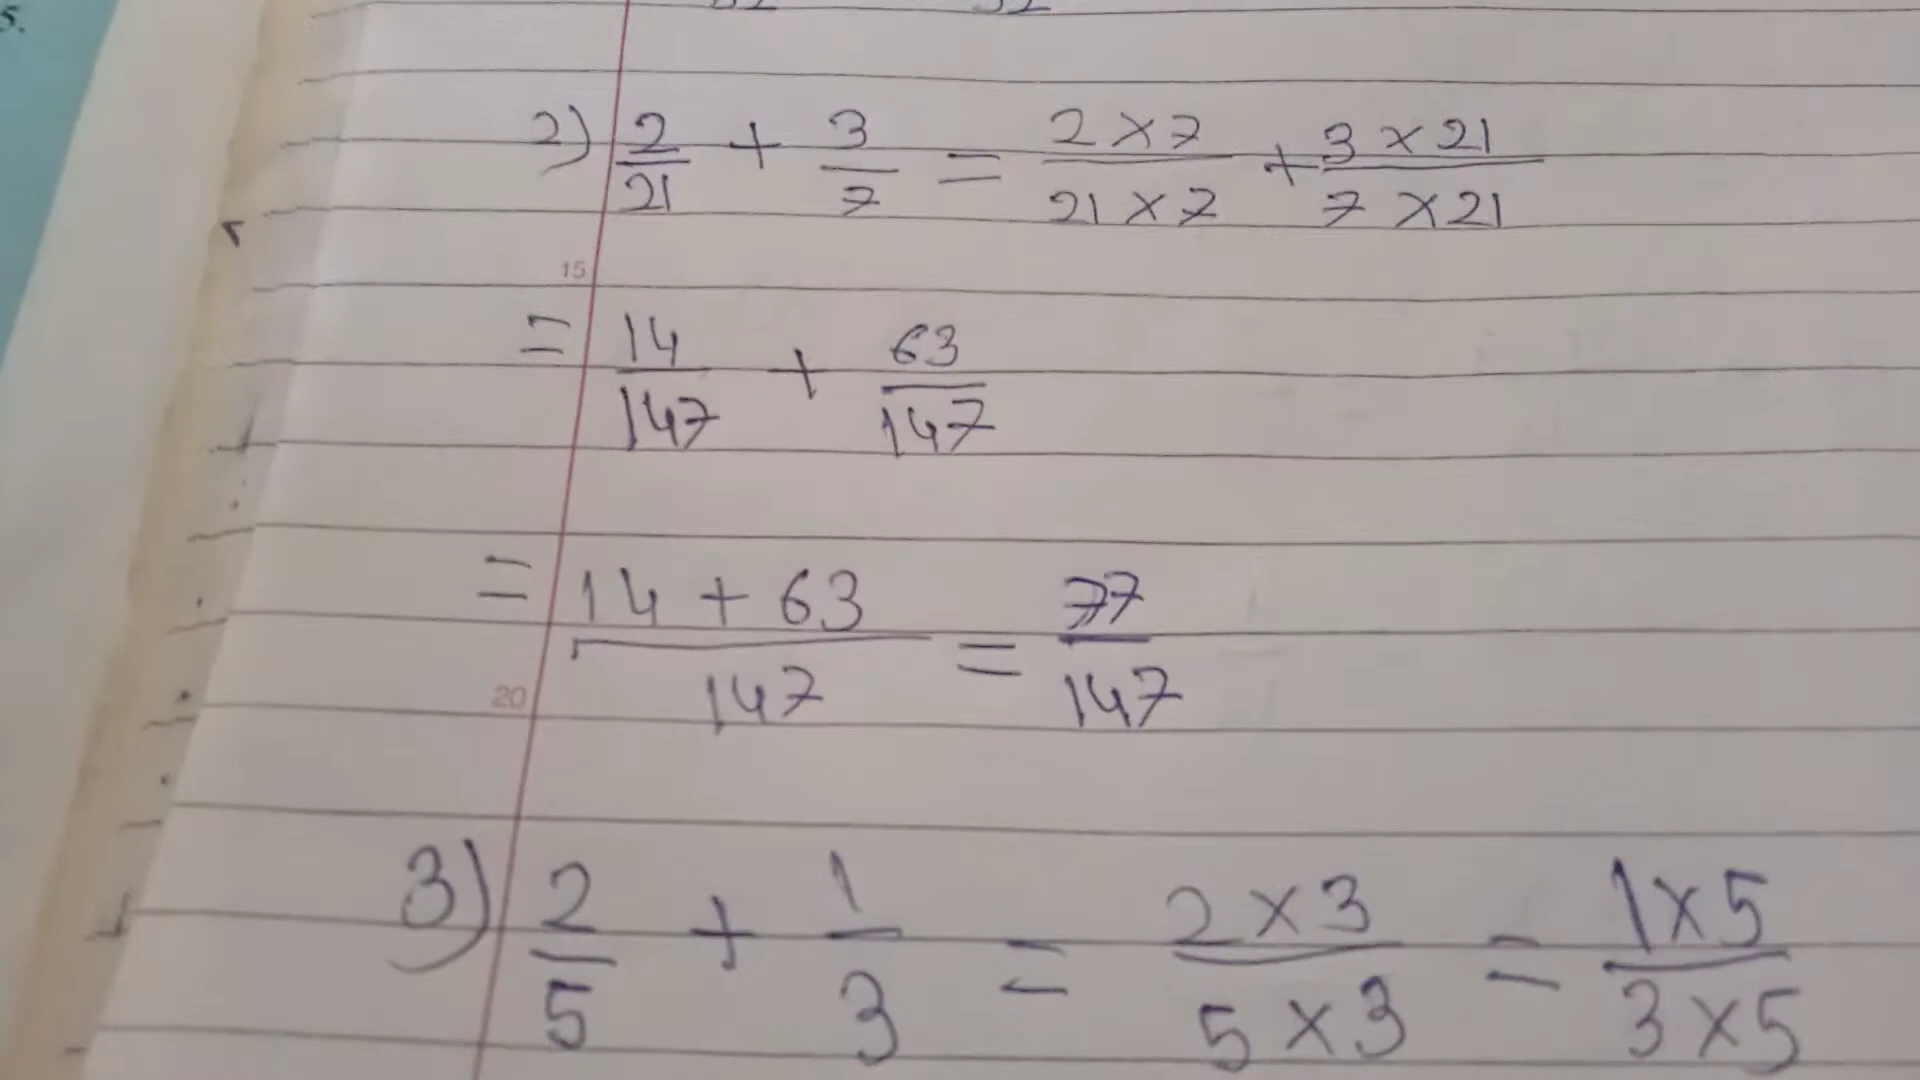 2) 2/21 + 3/7 = 2 × 7/21 × 7 + 3 × 21/7 × 21
15
= 14/147 + 63/147
= 14 + 63/147 = 77/147
20
3) 2/5 + 1/3 = 2 × 3/5 × 3 = 1 × 5/3 × 5